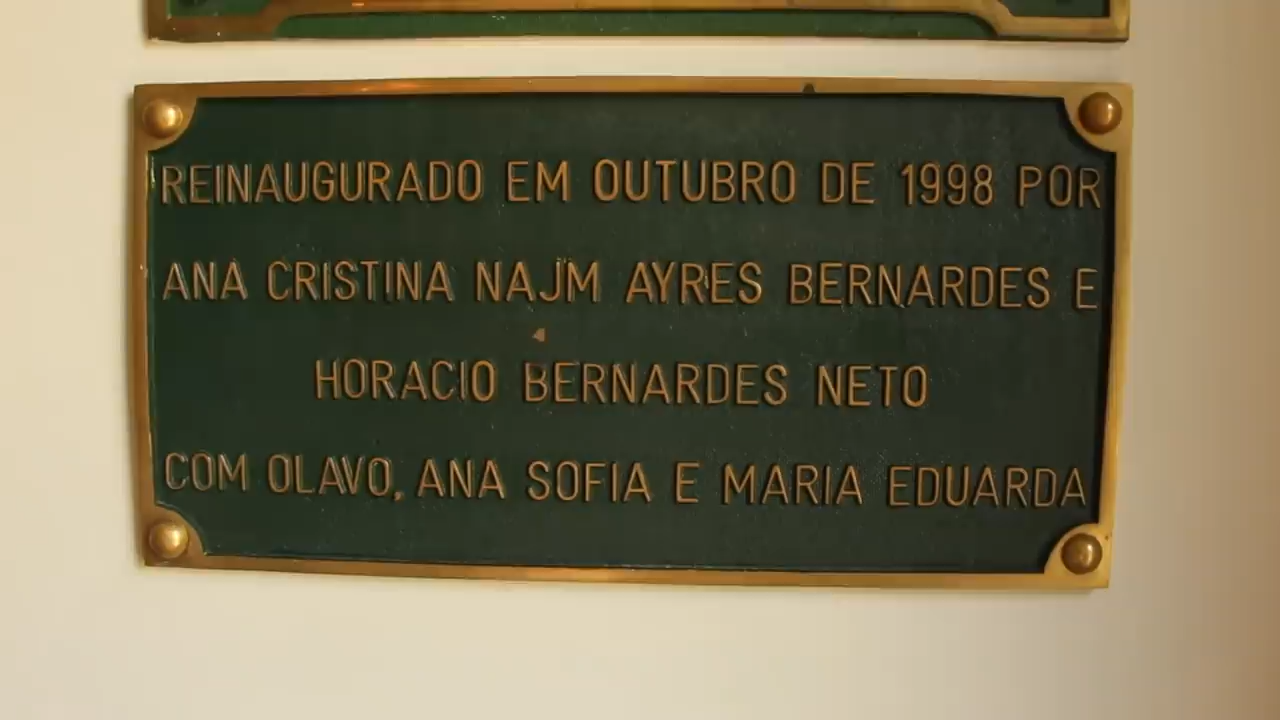 REINAUGURADO EM OUTUBRO DE 1998 POR
ANA CRISTINA NAJM AYRES BERNARDES E
HORACIO BERNARDES NETO
COM OLAVO, ANA SOFIA E MARIA EDUARDA